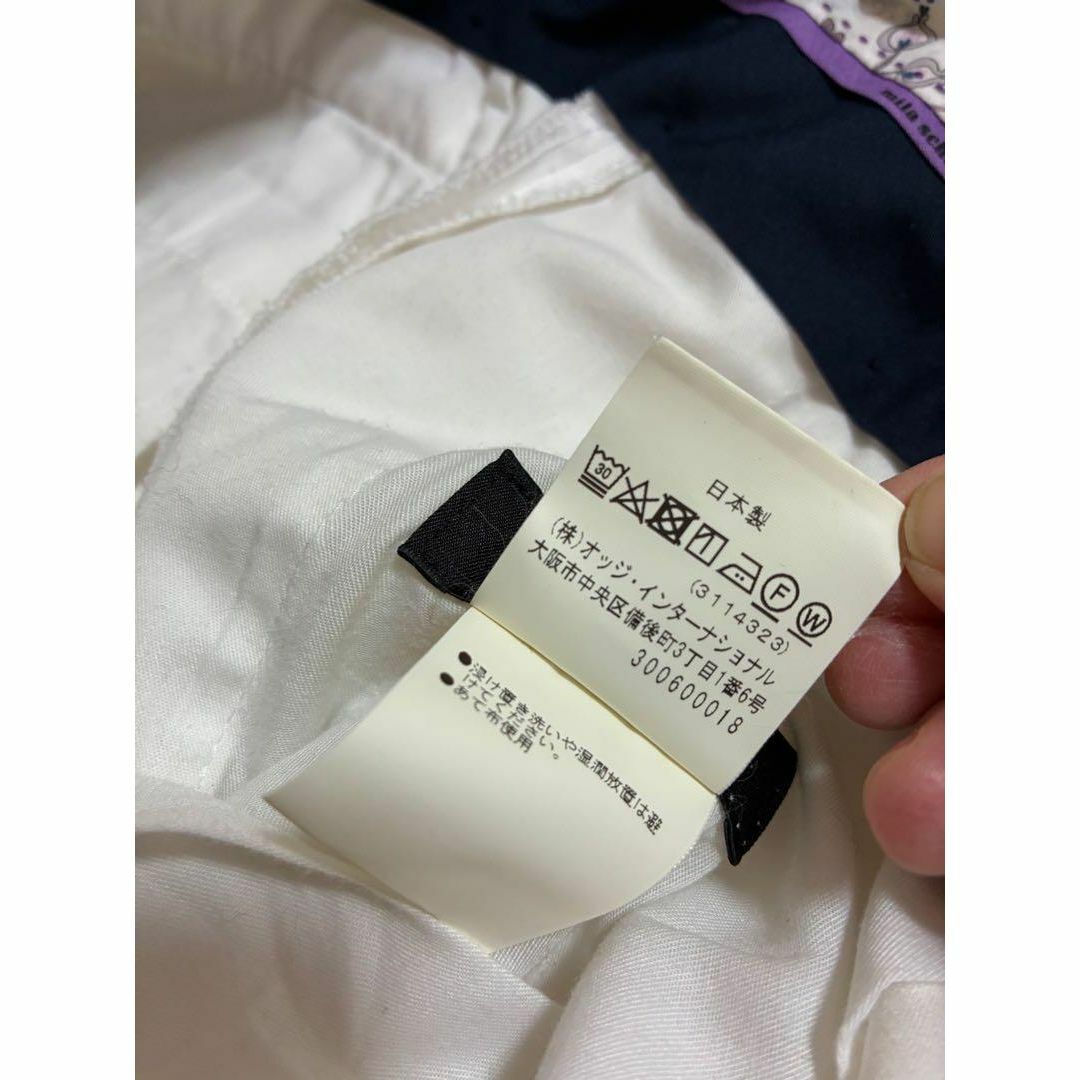 mila
日本製
30
F
W
(3114323)
(株)オッジ・インターナショナル
大阪市中央区備後町3丁目1番6号
300600018
●浸け置き洗いや湿潤放置は避
けてください。
●あて布使用